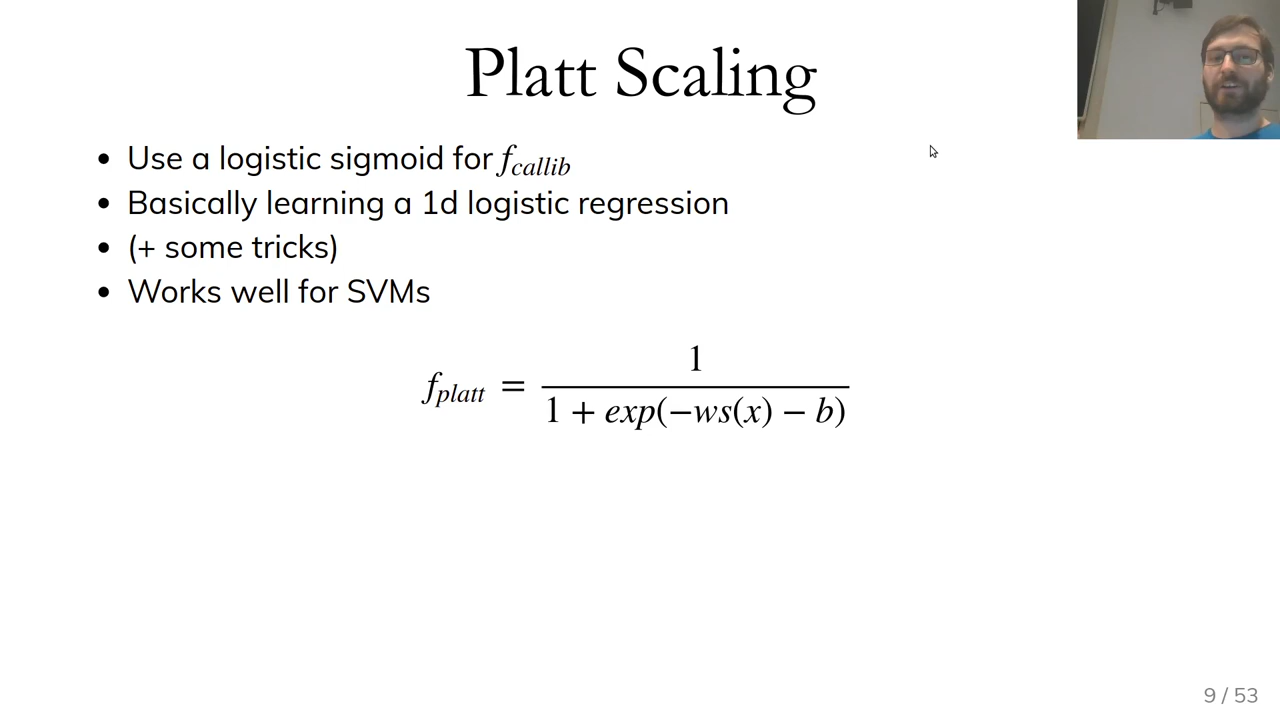 Platt Scaling
• Use a logistic sigmoid for f_callib
• Basically learning a 1d logistic regression
• (+ some tricks)
• Works well for SVMs
f_platt = 1 / (1 + exp(−ws(x) − b))
9 / 53